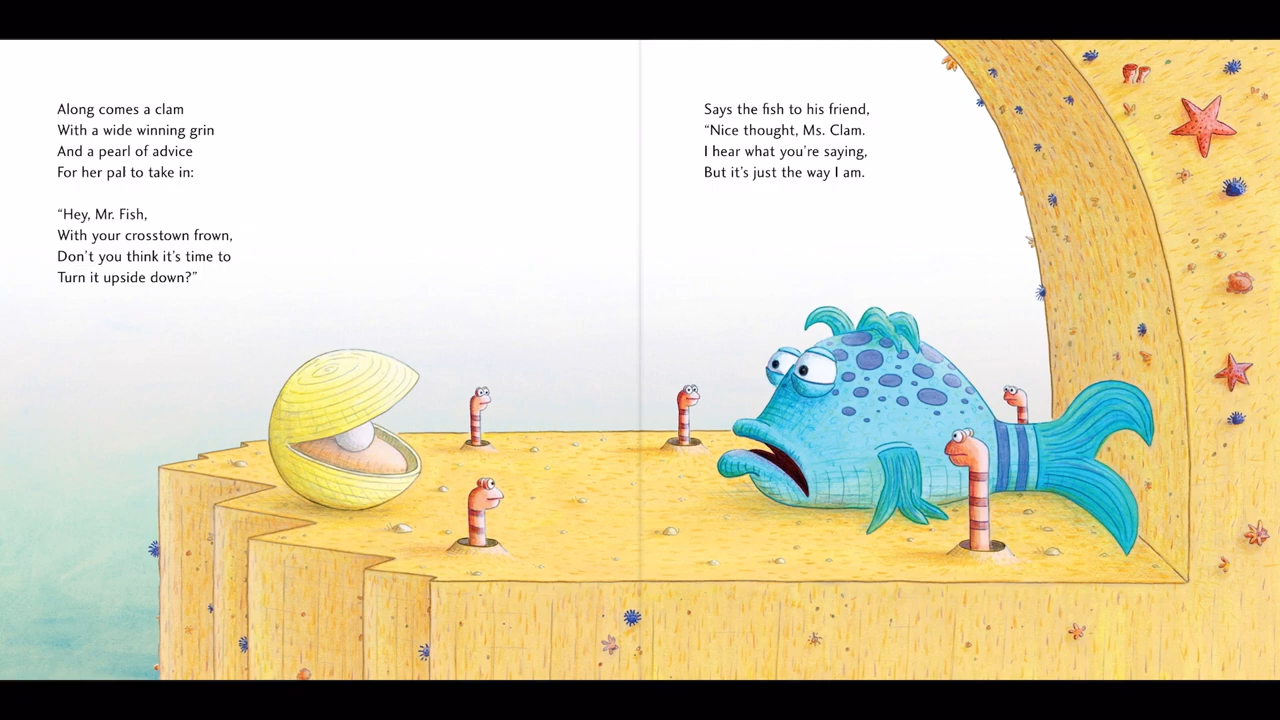 Along comes a clam
With a wide winning grin
And a pearl of advice
For her pal to take in:
“Hey, Mr. Fish,
With your crosstown frown,
Don’t you think it’s time to
Turn it upside down?”
Says the fish to his friend,
“Nice thought, Ms. Clam.
I hear what you’re saying,
But it’s just the way I am.